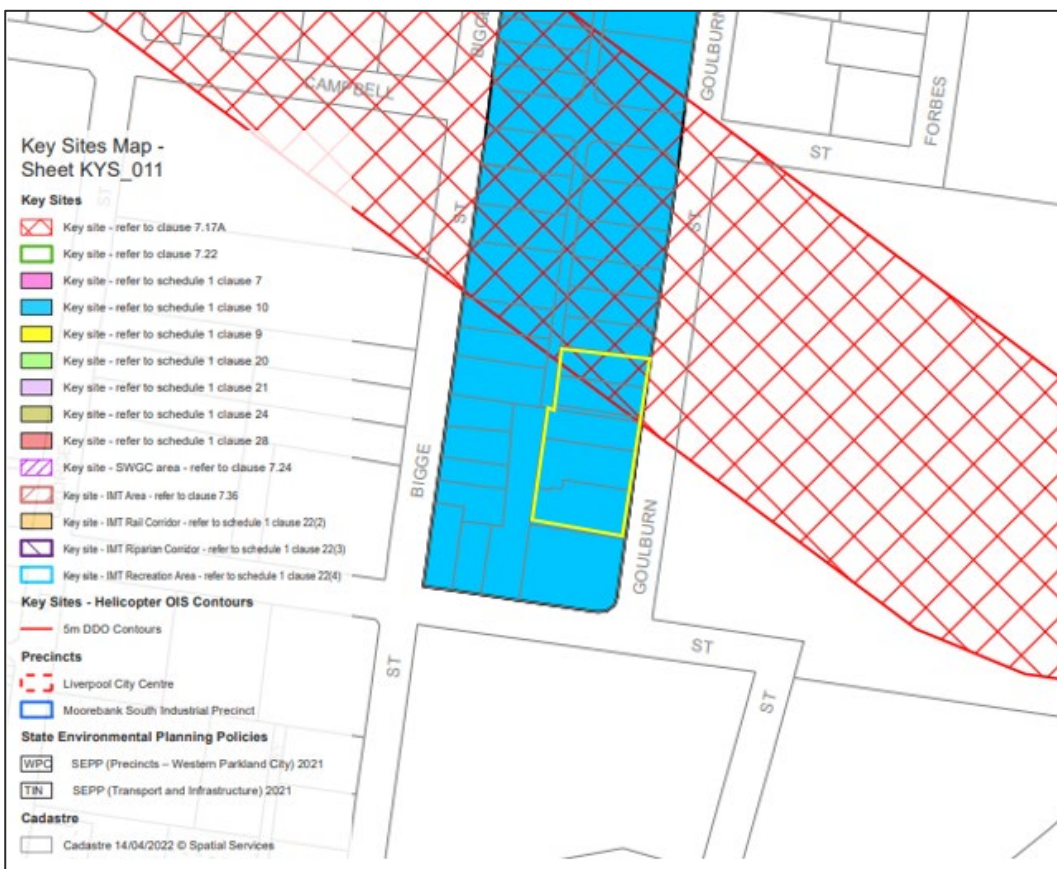 BIGGE
GOULBURN
CAMPBELL
FORBES
ST
ST
ST
ST
Key Sites Map -
Sheet KYS_011
Key Sites
Key site - refer to clause 7.17A
Key site - refer to clause 7.22
Key site - refer to schedule 1 clause 7
Key site - refer to schedule 1 clause 10
Key site - refer to schedule 1 clause 9
Key site - refer to schedule 1 clause 20
Key site - refer to schedule 1 clause 21
Key site - refer to schedule 1 clause 24
Key site - refer to schedule 1 clause 28
Key site - SWGC area - refer to clause 7.24
Key site - IMT Area - refer to clause 7.36
Key site - IMT Rail Corridor - refer to schedule 1 clause 22(2)
Key site - IMT Riparian Corridor - refer to schedule 1 clause 22(3)
Key site - IMT Recreation Area - refer to schedule 1 clause 22(4)
Key Sites - Helicopter OIS Contours
5m DDO Contours
Precincts
Liverpool City Centre
Moorebank South Industrial Precinct
State Environmental Planning Policies
WPC SEPP (Precincts – Western Parkland City) 2021
TIN SEPP (Transport and Infrastructure) 2021
Cadastre
Cadastre 14/04/2022 © Spatial Services
BIGGE
GOULBURN
ST
ST
ST